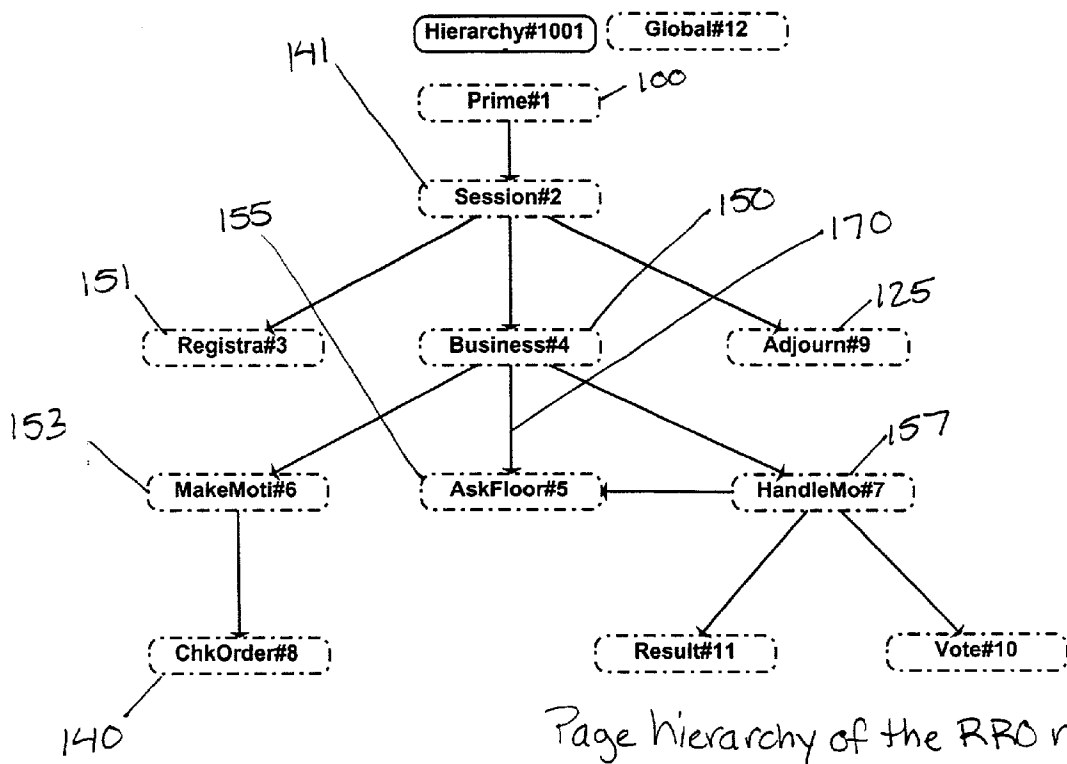 Hierarchy#1001 Global#12
141
Prime#1 100
Session#2
155 150 170
151 125
Registra#3 Business#4 Adjourn#9
153 157
MakeMoti#6 AskFloor#5 HandleMo#7
ChkOrder#8 Result#11 Vote#10
140
Page hierarchy of the RRO